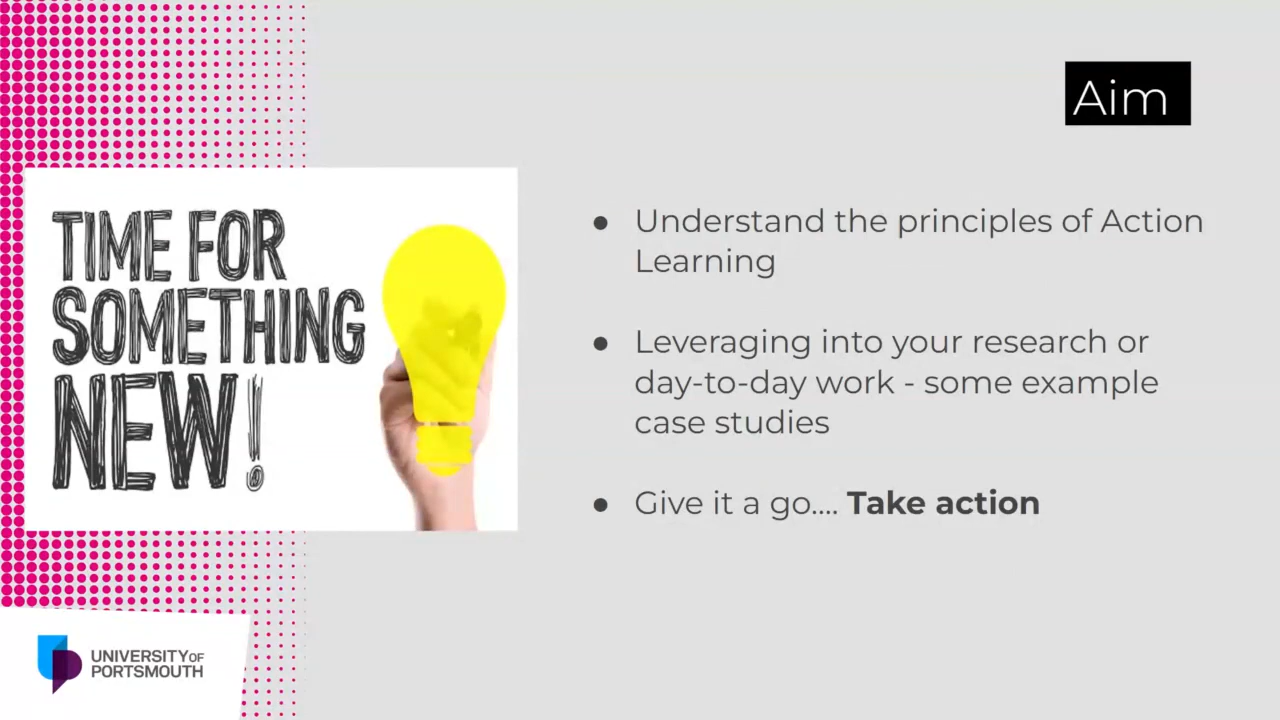 Aim
TIME FOR
SOMETHING
NEW!
● Understand the principles of Action
Learning
● Leveraging into your research or
day-to-day work - some example
case studies
● Give it a go.... Take action
UNIVERSITY OF
PORTSMOUTH